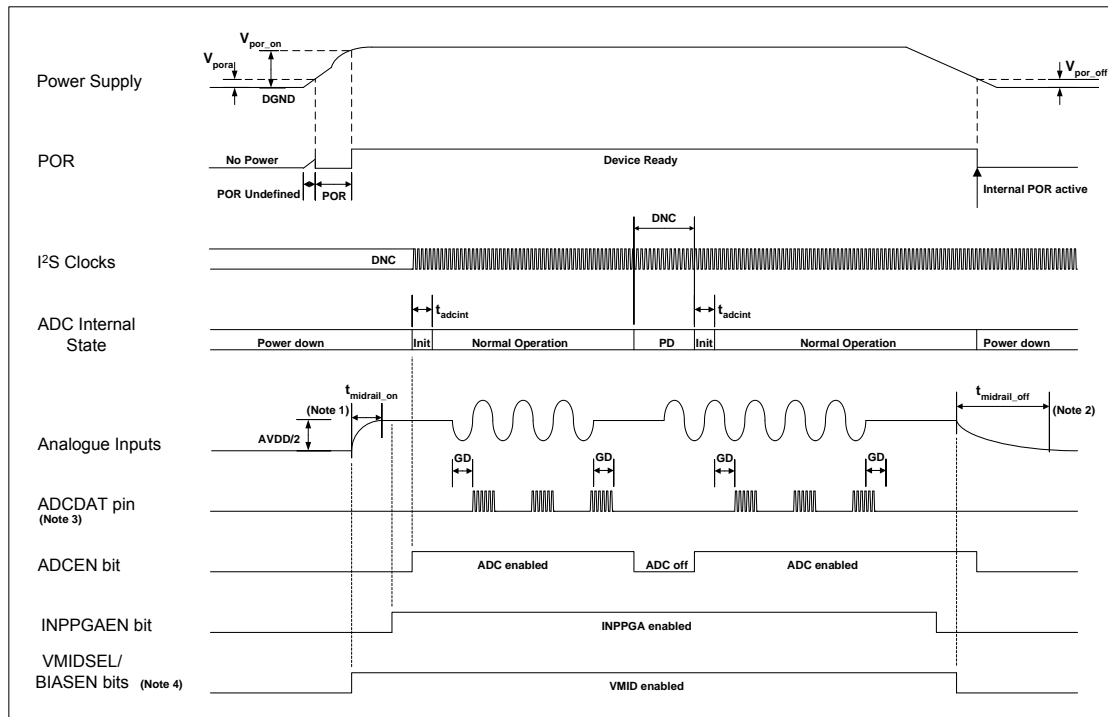 V_por_on
V_pora
Power Supply
V_por_off
DGND
POR
No Power
Device Ready
POR Undefined
POR
Internal POR active
DNC
I²S Clocks
DNC
t_adcint
t_adcint
ADC Internal
State
Power down
Init
Normal Operation
PD
Init
Normal Operation
Power down
t_midrail_on
t_midrail_off
(Note 1)
(Note 2)
Analogue Inputs
AVDD/2
GD
GD
GD
GD
ADCDAT pin
(Note 3)
ADCEN bit
ADC enabled
ADC off
ADC enabled
INPPGAEN bit
INPPGA enabled
VMIDSEL/
BIASEN bits (Note 4)
VMID enabled